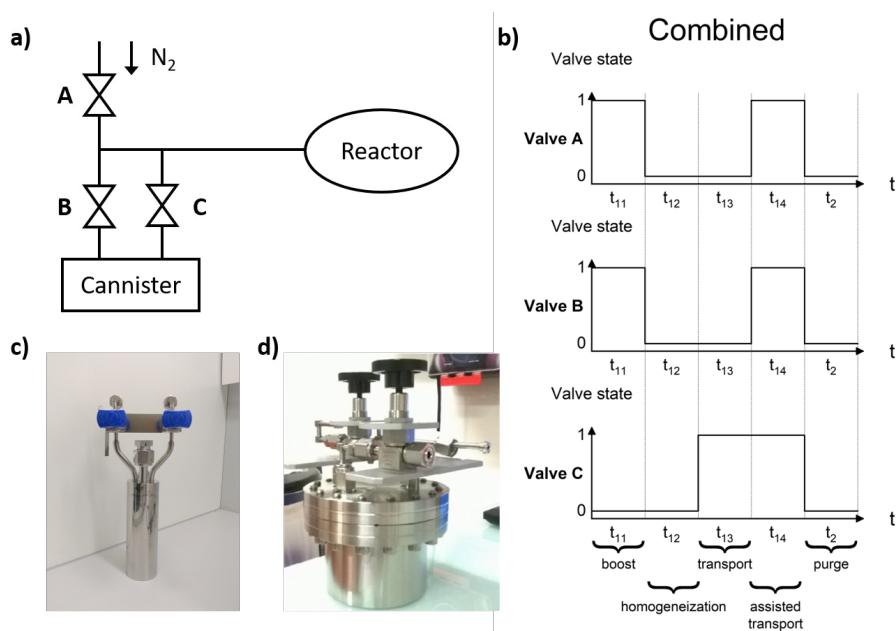 a)
N₂
A
Reactor
B
C
Cannister
c)
d)
b)
Combined
Valve state
1
Valve A
0
t
t₁₁ t₁₂ t₁₃ t₁₄ t₂
Valve state
1
Valve B
0
t
t₁₁ t₁₂ t₁₃ t₁₄ t₂
Valve state
1
Valve C
0
t
t₁₁ t₁₂ t₁₃ t₁₄ t₂
boost transport purge
homogeneization assisted
transport